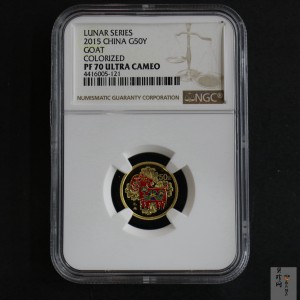 LUNAR SERIES
2015 CHINA G50Y
GOAT
COLORIZED
PF 70 ULTRA CAMEO
4416005-121
NUMISMATIC GUARANTY CORPORATION
NGC